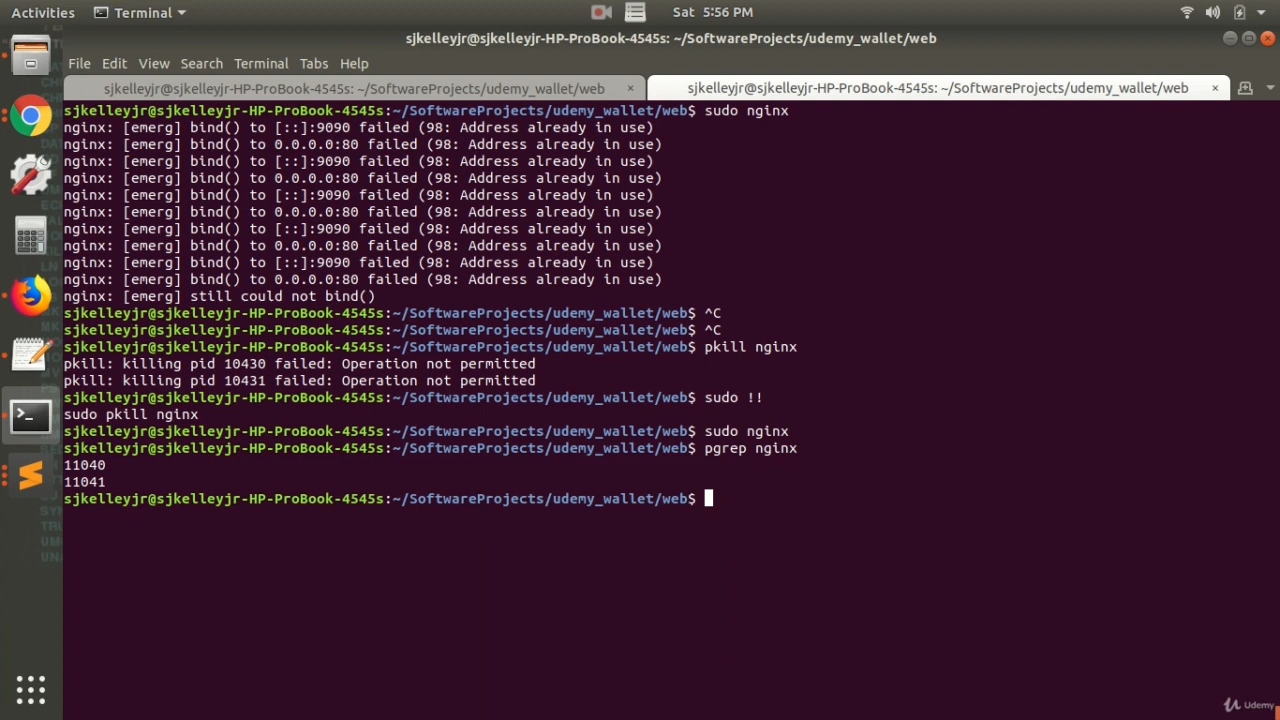 Activities Terminal Sat 5:56 PM
sjkelleyjr@sjkelleyjr-HP-ProBook-4545s: ~/SoftwareProjects/udemy_wallet/web
File Edit View Search Terminal Tabs Help
sjkelleyjr@sjkelleyjr-HP-ProBook-4545s: ~/SoftwareProjects/udemy_wallet/web × sjkelleyjr@sjkelleyjr-HP-ProBook-4545s: ~/SoftwareProjects/udemy_wallet/web ×
sjkelleyjr@sjkelleyjr-HP-ProBook-4545s:~/SoftwareProjects/udemy_wallet/web$ sudo nginx
nginx: [emerg] bind() to [::]:9090 failed (98: Address already in use)
nginx: [emerg] bind() to 0.0.0.0:80 failed (98: Address already in use)
nginx: [emerg] bind() to [::]:9090 failed (98: Address already in use)
nginx: [emerg] bind() to 0.0.0.0:80 failed (98: Address already in use)
nginx: [emerg] bind() to [::]:9090 failed (98: Address already in use)
nginx: [emerg] bind() to 0.0.0.0:80 failed (98: Address already in use)
nginx: [emerg] bind() to [::]:9090 failed (98: Address already in use)
nginx: [emerg] bind() to 0.0.0.0:80 failed (98: Address already in use)
nginx: [emerg] bind() to [::]:9090 failed (98: Address already in use)
nginx: [emerg] bind() to 0.0.0.0:80 failed (98: Address already in use)
nginx: [emerg] still could not bind()
sjkelleyjr@sjkelleyjr-HP-ProBook-4545s:~/SoftwareProjects/udemy_wallet/web$ ^C
sjkelleyjr@sjkelleyjr-HP-ProBook-4545s:~/SoftwareProjects/udemy_wallet/web$ ^C
sjkelleyjr@sjkelleyjr-HP-ProBook-4545s:~/SoftwareProjects/udemy_wallet/web$ pkill nginx
pkill: killing pid 10430 failed: Operation not permitted
pkill: killing pid 10431 failed: Operation not permitted
sjkelleyjr@sjkelleyjr-HP-ProBook-4545s:~/SoftwareProjects/udemy_wallet/web$ sudo !!
sudo pkill nginx
sjkelleyjr@sjkelleyjr-HP-ProBook-4545s:~/SoftwareProjects/udemy_wallet/web$ sudo nginx
sjkelleyjr@sjkelleyjr-HP-ProBook-4545s:~/SoftwareProjects/udemy_wallet/web$ pgrep nginx
11040
11041
sjkelleyjr@sjkelleyjr-HP-ProBook-4545s:~/SoftwareProjects/udemy_wallet/web$
Udemy